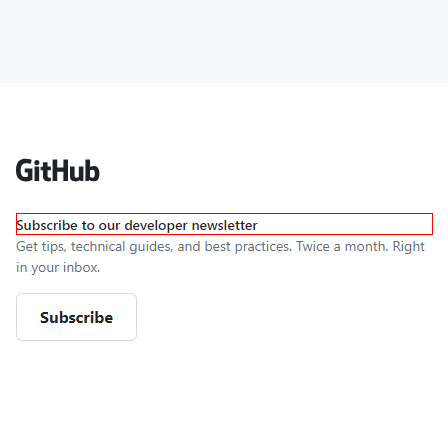 GitHub
Subscribe to our developer newsletter
Get tips, technical guides, and best practices. Twice a month. Right
in your inbox.
Subscribe